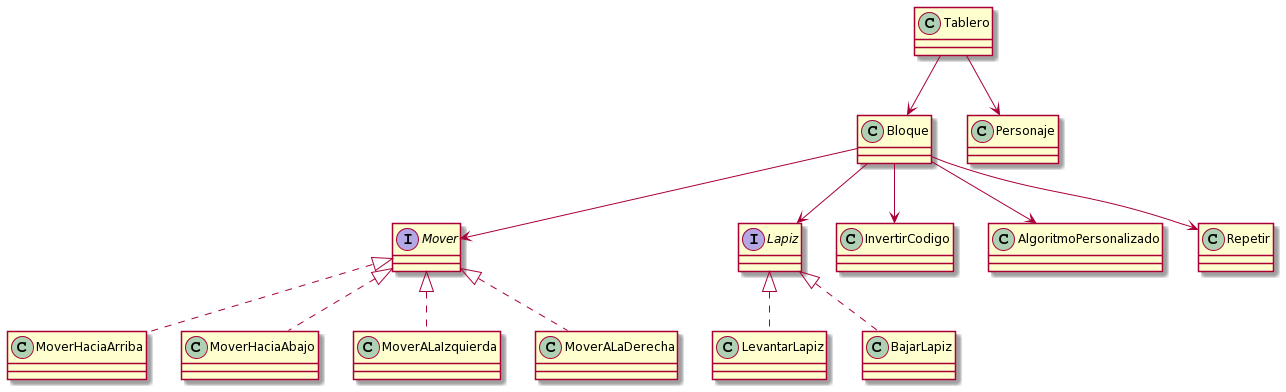 C Tablero
C Bloque
C Personaje
I Mover
I Lapiz
C InvertirCodigo
C AlgoritmoPersonalizado
C Repetir
C MoverHaciaArriba
C MoverHaciaAbajo
C MoverALaIzquierda
C MoverALaDerecha
C LevantarLapiz
C BajarLapiz